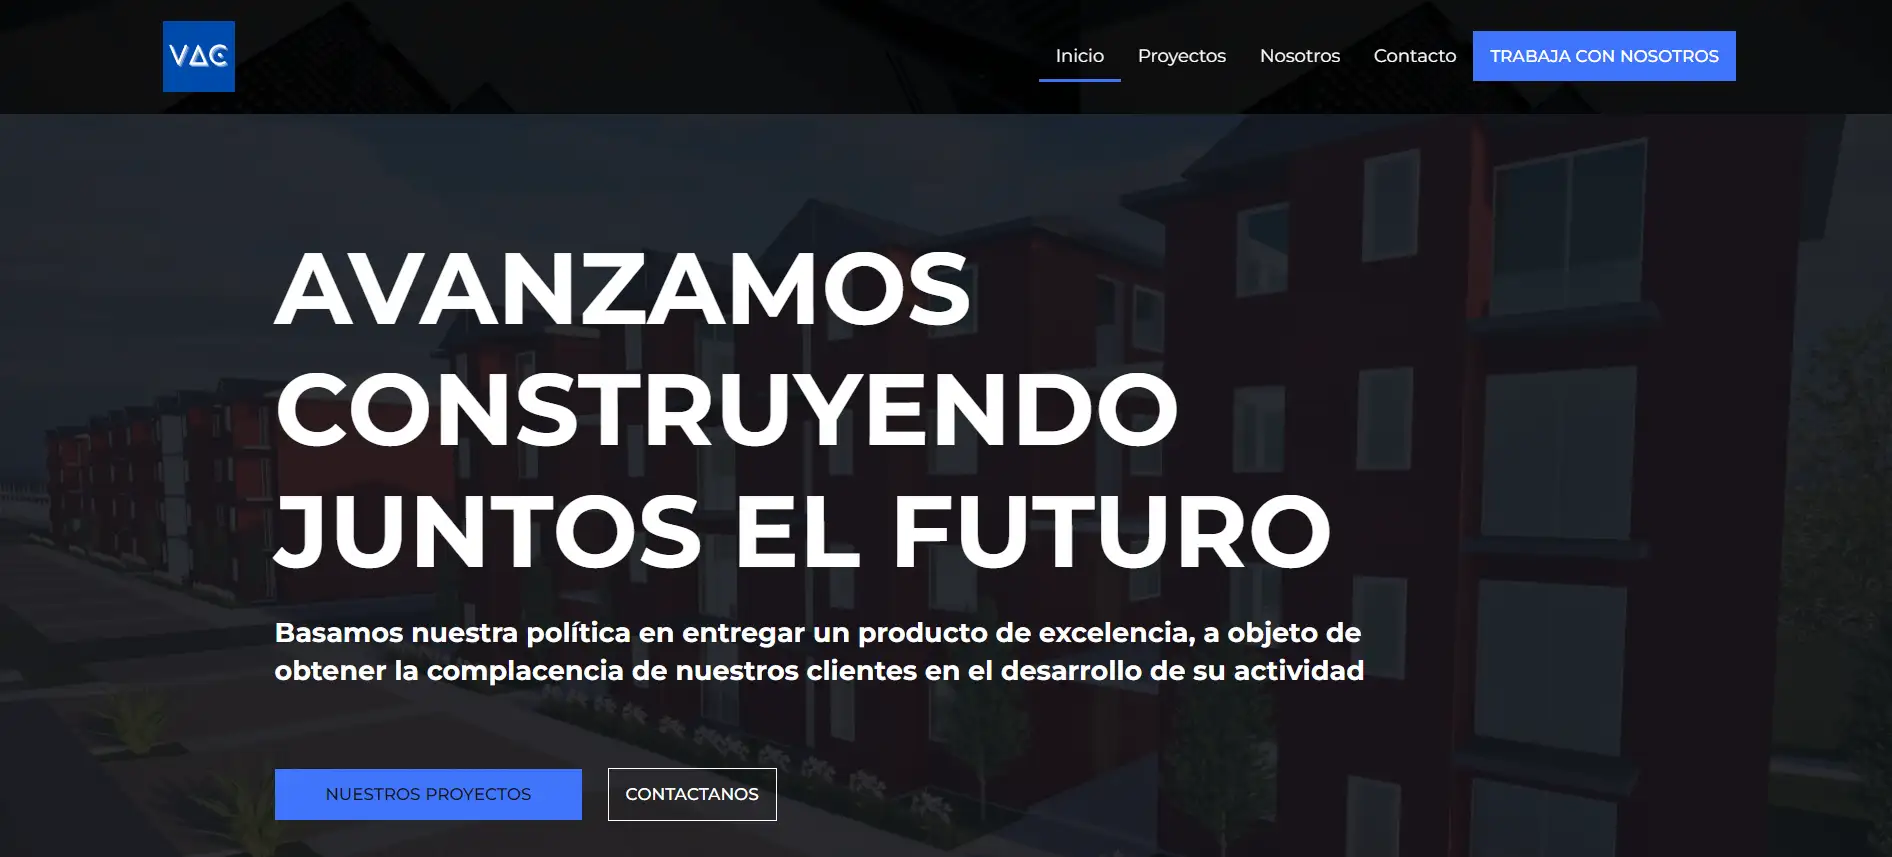 VAC
Inicio Proyectos Nosotros Contacto TRABAJA CON NOSOTROS
AVANZAMOS
CONSTRUYENDO
JUNTOS EL FUTURO
Basamos nuestra política en entregar un producto de excelencia, a objeto de
obtener la complacencia de nuestros clientes en el desarrollo de su actividad
NUESTROS PROYECTOS CONTACTANOS